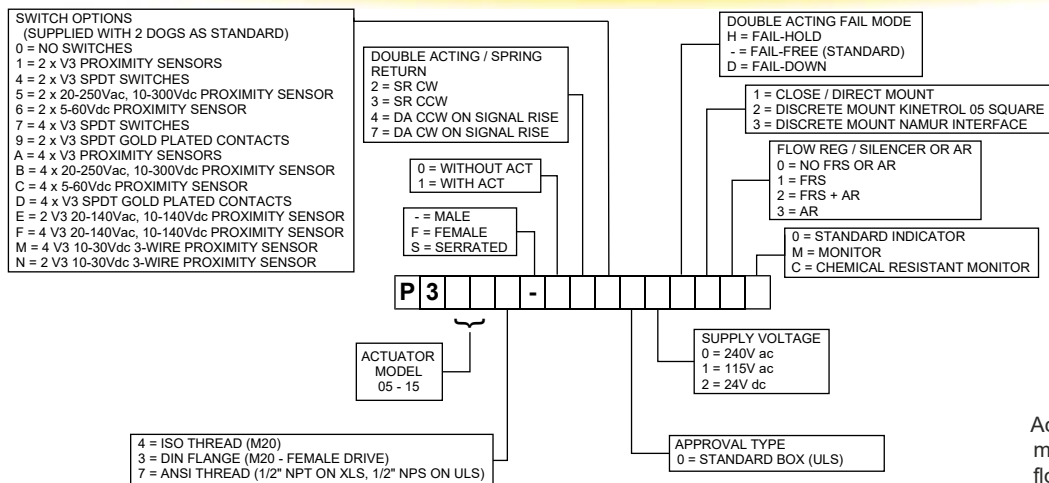 SWITCH OPTIONS
(SUPPLIED WITH 2 DOGS AS STANDARD)
0 = NO SWITCHES
1 = 2 x V3 PROXIMITY SENSORS
4 = 2 x V3 SPDT SWITCHES
5 = 2 x 20-250Vac, 10-300Vdc PROXIMITY SENSOR
6 = 2 x 5-60Vdc PROXIMITY SENSOR
7 = 4 x V3 SPDT SWITCHES
9 = 2 x V3 SPDT GOLD PLATED CONTACTS
A = 4 x V3 PROXIMITY SENSORS
B = 4 x 20-250Vac, 10-300Vdc PROXIMITY SENSOR
C = 4 x 5-60Vdc PROXIMITY SENSOR
D = 4 x V3 SPDT GOLD PLATED CONTACTS
E = 2 V3 20-140Vac, 10-140Vdc PROXIMITY SENSOR
F = 4 V3 20-140Vac, 10-140Vdc PROXIMITY SENSOR
M = 4 V3 10-30Vdc 3-WIRE PROXIMITY SENSOR
N = 2 V3 10-30Vdc 3-WIRE PROXIMITY SENSOR
DOUBLE ACTING / SPRING
RETURN
2 = SR CW
3 = SR CCW
4 = DA CCW ON SIGNAL RISE
7 = DA CW ON SIGNAL RISE
0 = WITHOUT ACT
1 = WITH ACT
- = MALE
F = FEMALE
S = SERRATED
DOUBLE ACTING FAIL MODE
H = FAIL-HOLD
- = FAIL-FREE (STANDARD)
D = FAIL-DOWN
1 = CLOSE / DIRECT MOUNT
2 = DISCRETE MOUNT KINETROL 05 SQUARE
3 = DISCRETE MOUNT NAMUR INTERFACE
FLOW REG / SILENCER OR AR
0 = NO FRS OR AR
1 = FRS
2 = FRS + AR
3 = AR
0 = STANDARD INDICATOR
M = MONITOR
C = CHEMICAL RESISTANT MONITOR
P 3 -
ACTUATOR
MODEL
05 - 15
SUPPLY VOLTAGE
0 = 240V ac
1 = 115V ac
2 = 24V dc
4 = ISO THREAD (M20)
3 = DIN FLANGE (M20 - FEMALE DRIVE)
7 = ANSI THREAD (1/2" NPT ON XLS, 1/2" NPS ON ULS)
APPROVAL TYPE
0 = STANDARD BOX (ULS)